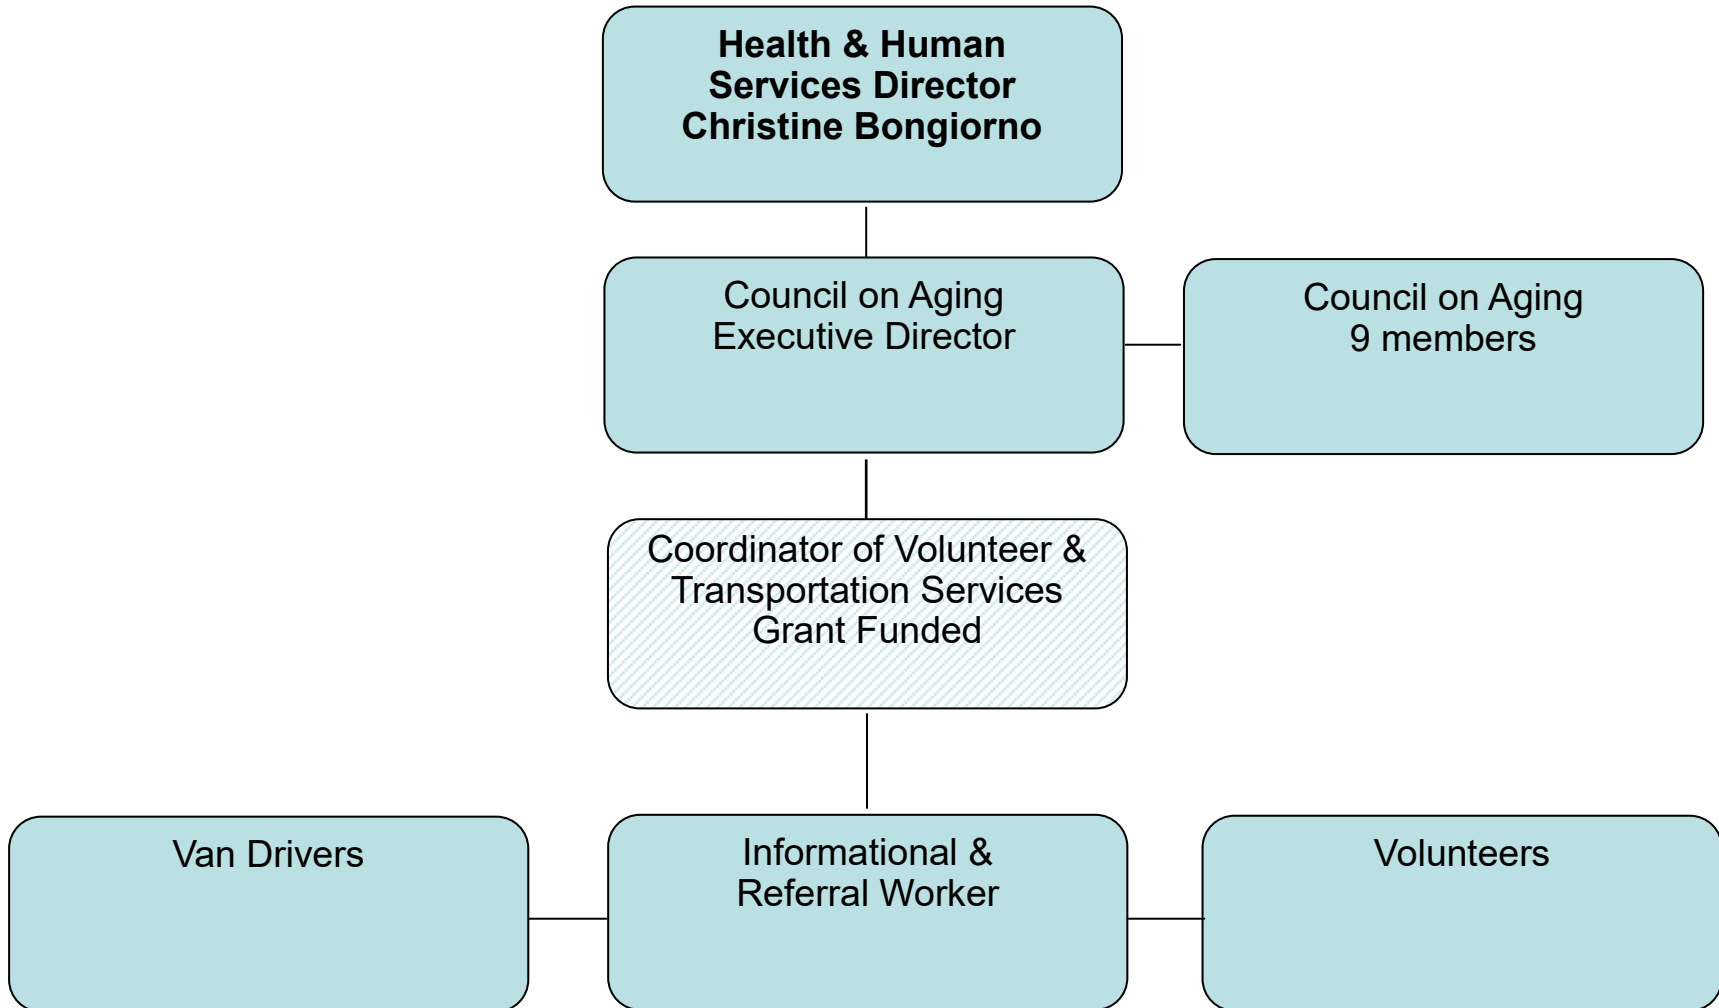 Health & Human
Services Director
Christine Bongiorno
Council on Aging
Executive Director
Council on Aging
9 members
Coordinator of Volunteer &
Transportation Services
Grant Funded
Van Drivers
Informational &
Referral Worker
Volunteers